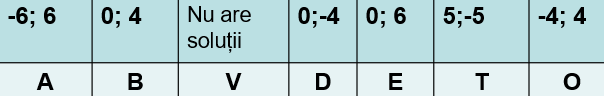 -6; 6 0; 4 Nu are soluții 0;-4 0; 6 5;-5 -4; 4
A B V D E T O